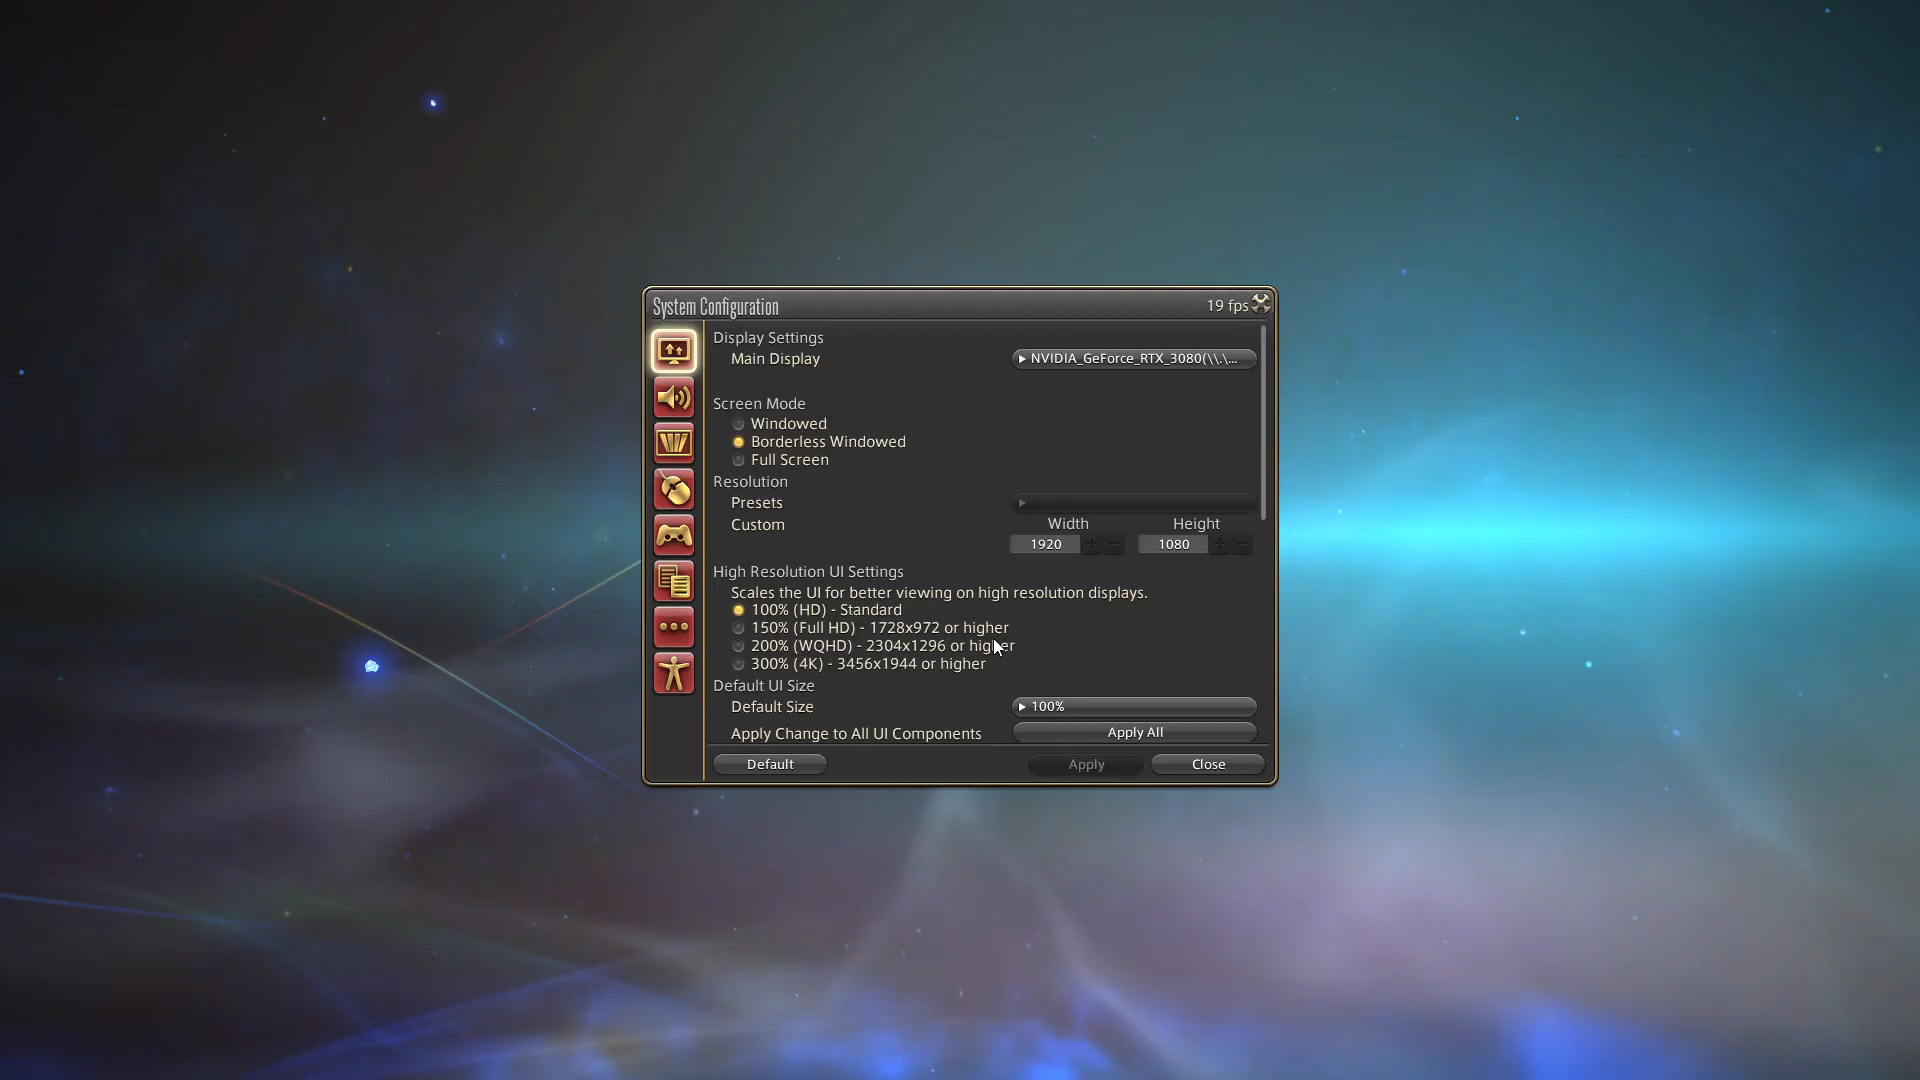 System Configuration
19 fps
Display Settings
Main Display
NVIDIA_GeForce_RTX_3080(\\.\...
Screen Mode
Windowed
Borderless Windowed
Full Screen
Resolution
Presets
Custom
Width
Height
1920
1080
High Resolution UI Settings
Scales the UI for better viewing on high resolution displays.
100% (HD) - Standard
150% (Full HD) - 1728x972 or higher
200% (WQHD) - 2304x1296 or higher
300% (4K) - 3456x1944 or higher
Default UI Size
Default Size
100%
Apply Change to All UI Components
Apply All
Default
Apply
Close